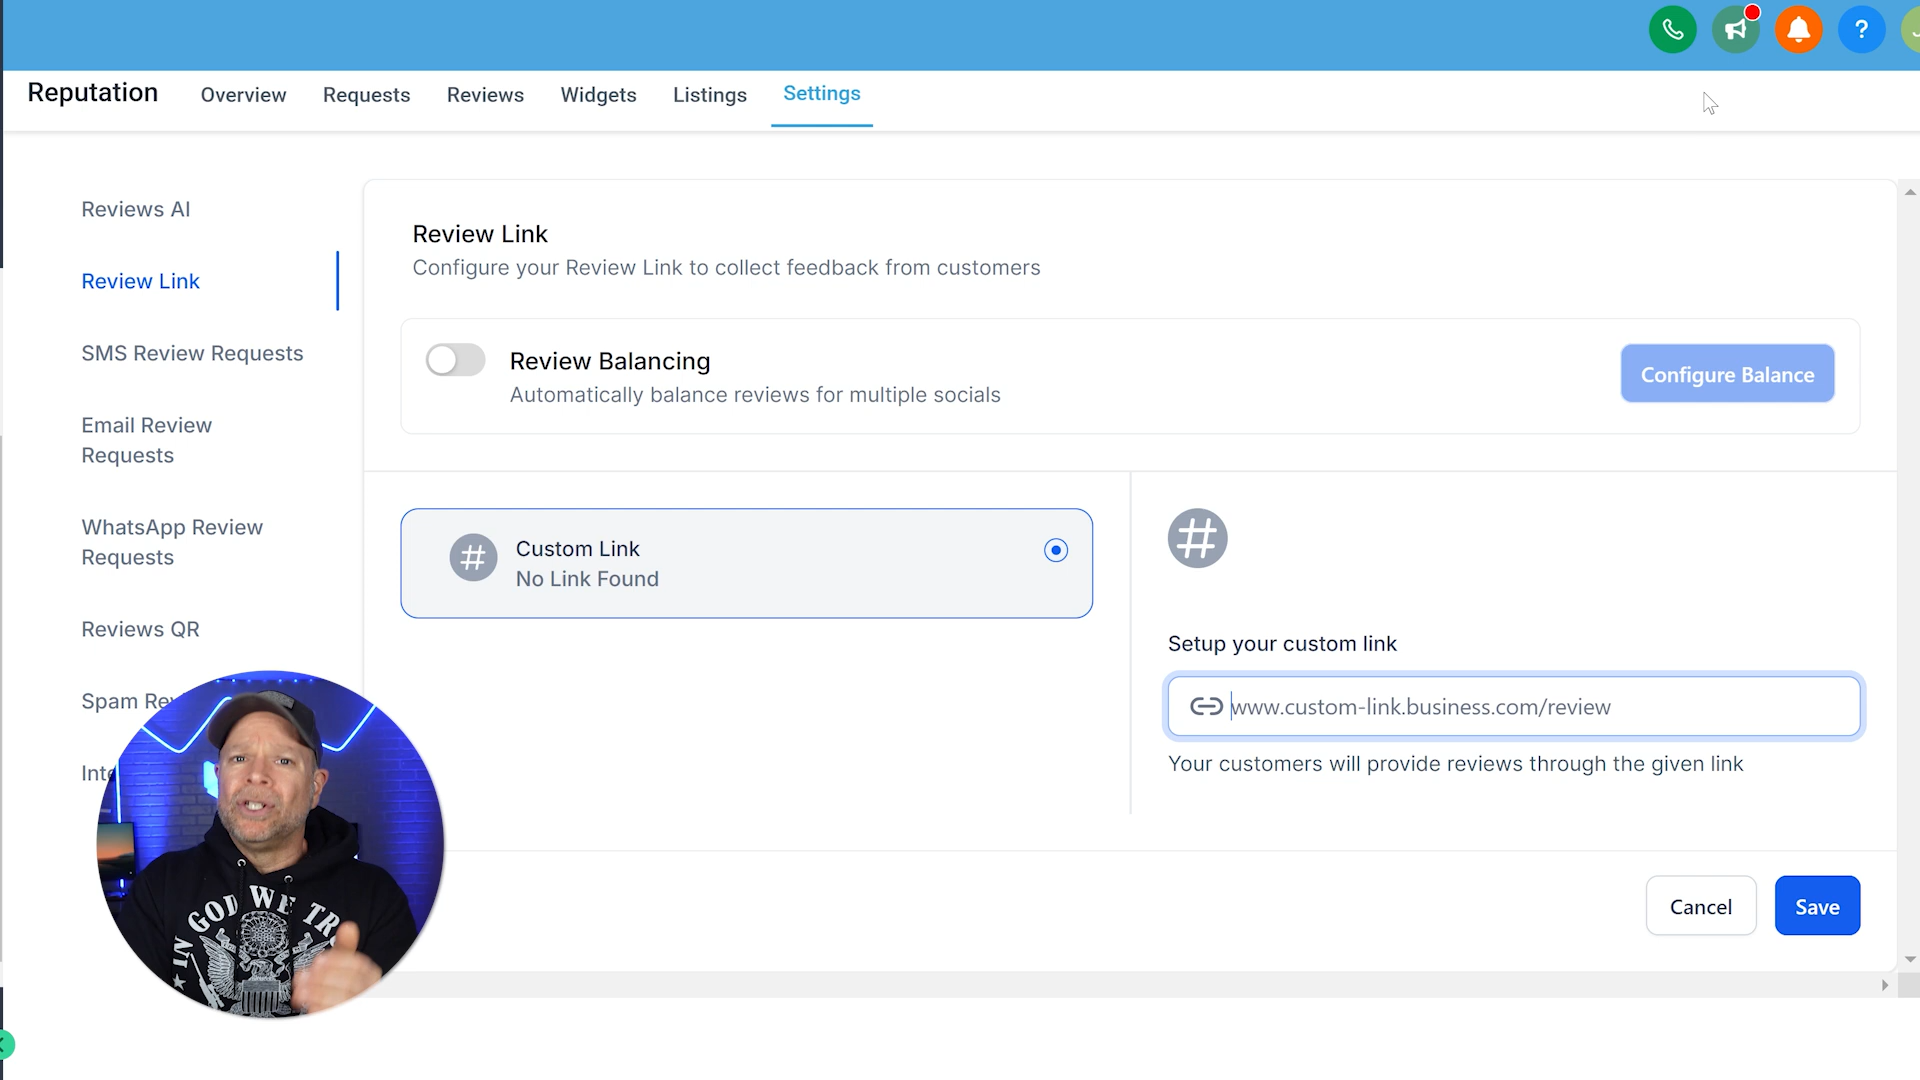 Reputation
Overview
Requests
Reviews
Widgets
Listings
Settings
Reviews AI
Review Link
SMS Review Requests
Email Review
Requests
WhatsApp Review
Requests
Reviews QR
Spam
Review Link
Configure your Review Link to collect feedback from customers
Review Balancing
Automatically balance reviews for multiple socials
Configure Balance
Custom Link
No Link Found
Setup your custom link
www.custom-link.business.com/review
Your customers will provide reviews through the given link
Cancel
Save
IN GOD WE